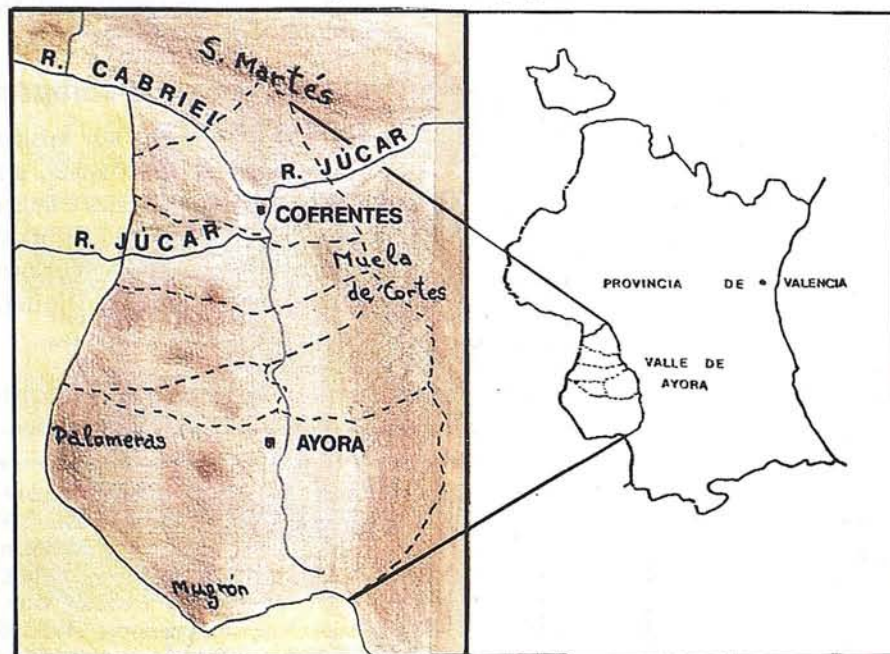 S. Martés
R. CABRIEL
R. JÚCAR
COFRENTES
R. JÚCAR
Muela
de Cortes
Palomeras
AYORA
Mugrón
PROVINCIA DE VALENCIA
VALLE DE
AYORA